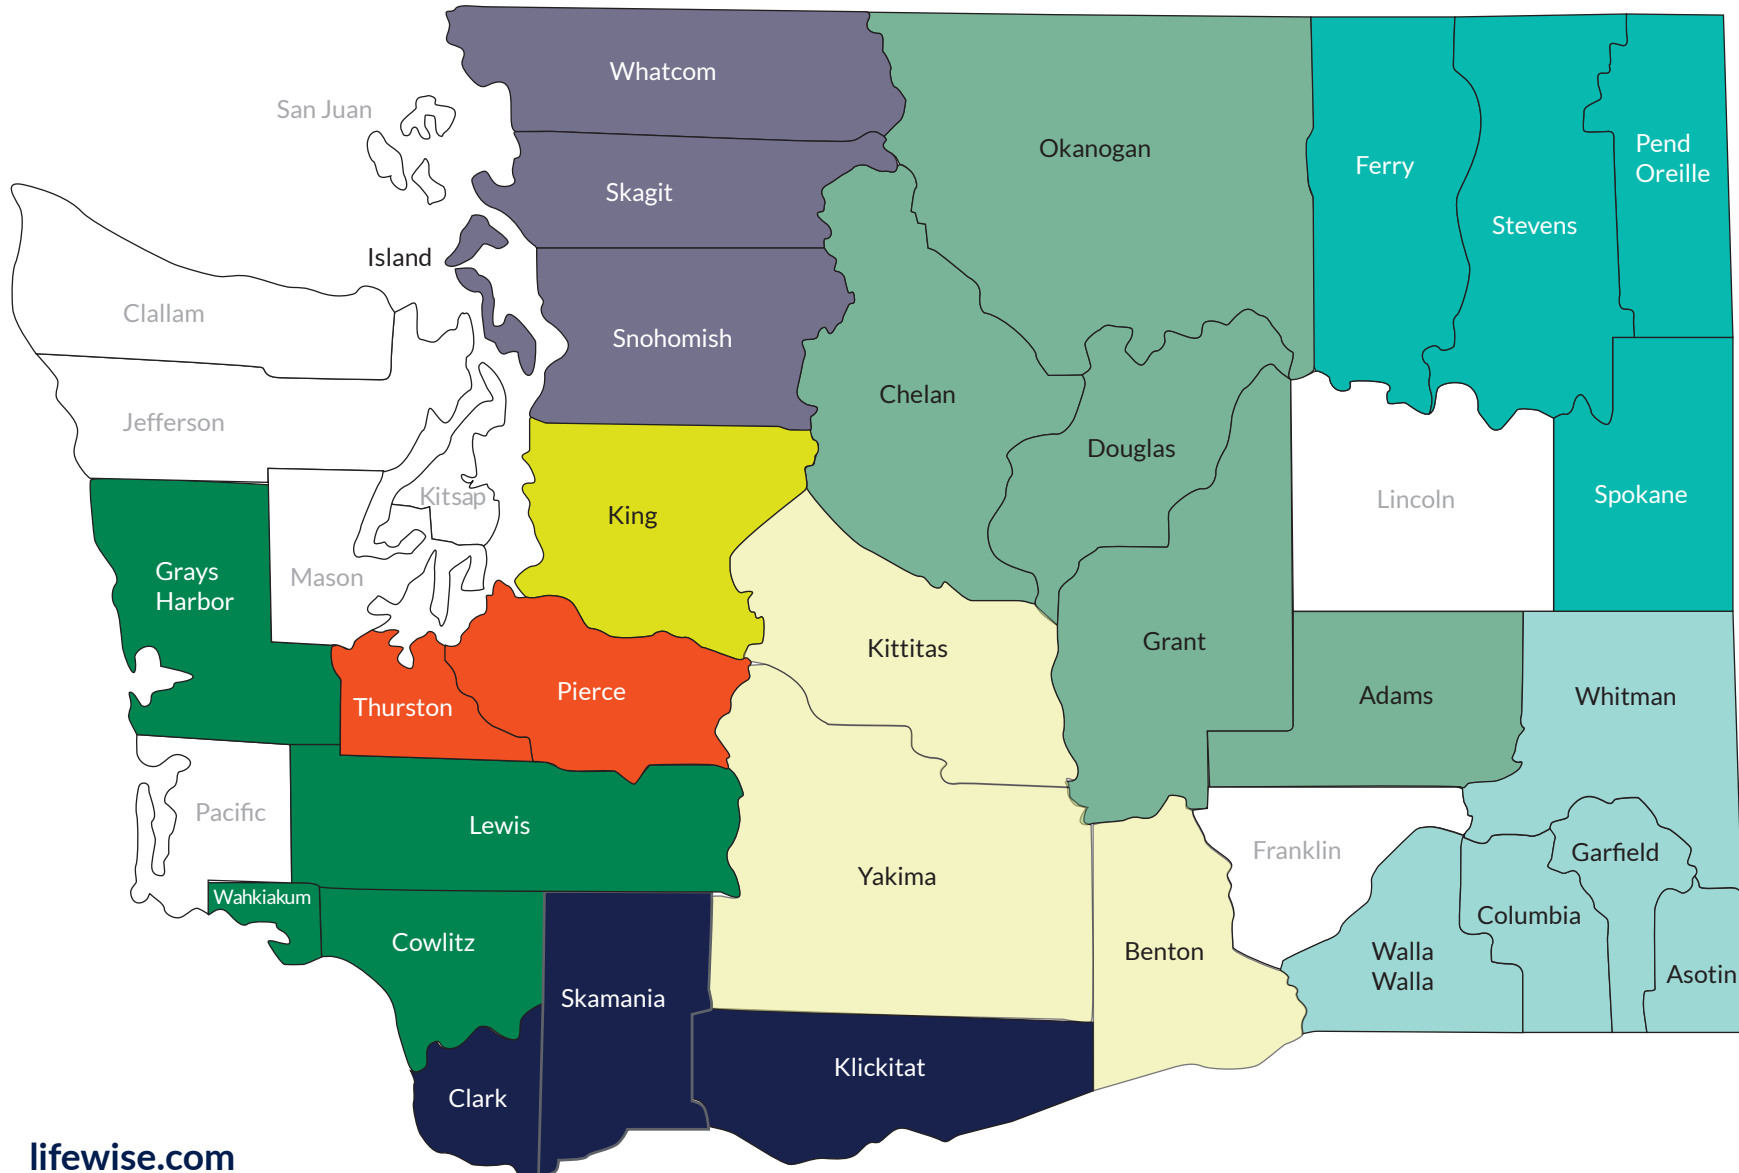 Whatcom
San Juan
Okanogan
Pend
Oreille
Ferry
Skagit
Stevens
Island
Clallam
Snohomish
Chelan
Jefferson
Douglas
Kitsap
Lincoln
Spokane
King
Grays
Harbor
Mason
Kittitas
Grant
Pierce
Adams
Whitman
Thurston
Pacific
Lewis
Franklin
Garfield
Yakima
Wahkiakum
Columbia
Cowlitz
Benton
Walla
Walla
Asotin
Skamania
Klickitat
Clark
lifewise.com